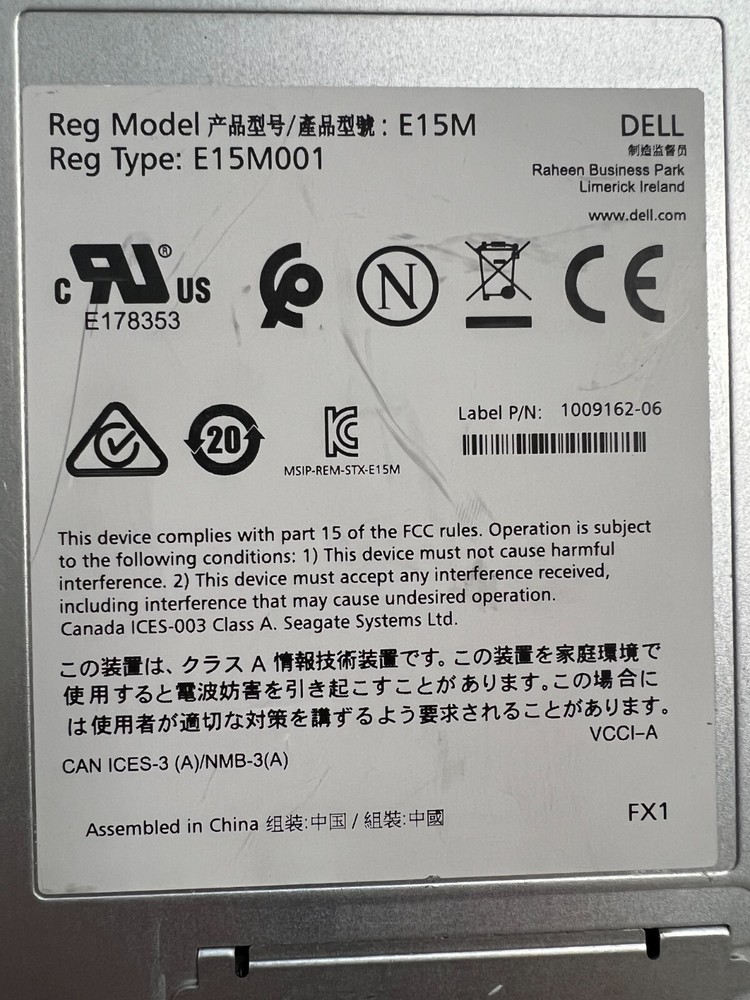 Reg Model 产品型号/產品型號 : E15M
Reg Type: E15M001
DELL
制造监督员
Raheen Business Park
Limerick Ireland
www.dell.com
c RU ® US
E178353
N
CE
20
KC
MSIP-REM-STX-E15M
Label P/N: 1009162-06
This device complies with part 15 of the FCC rules. Operation is subject
to the following conditions: 1) This device must not cause harmful
interference. 2) This device must accept any interference received,
including interference that may cause undesired operation.
Canada ICES-003 Class A. Seagate Systems Ltd.
この装置は、クラス A 情報技術装置です。この装置を家庭環境で
使用すると電波妨害を引き起こすことがあります。この場合に
は使用者が適切な対策を講ずるよう要求されることがあります。
VCCI-A
CAN ICES-3 (A)/NMB-3(A)
Assembled in China 组装:中国 / 組裝:中國
FX1